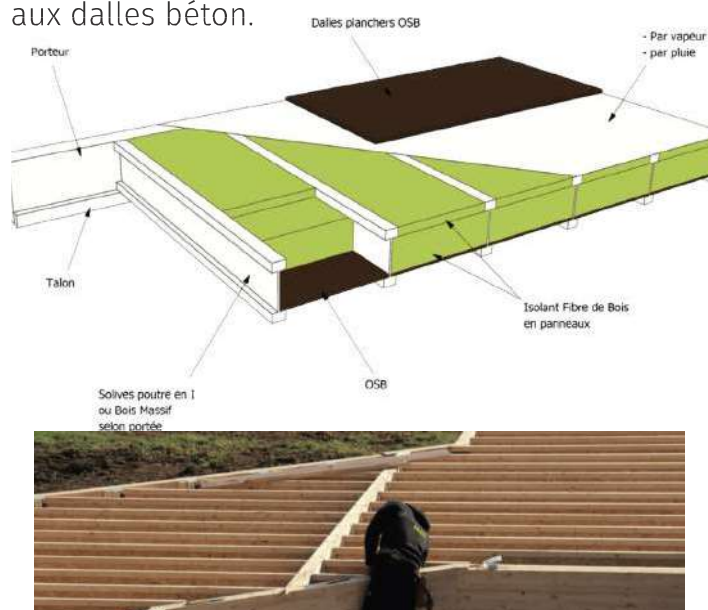 aux dalles béton.
Dalles planchers OSB
Porteur
- Par vapeur
- par pluie
Talon
Isolant Fibre de Bois
en panneaux
OSB
Solives poutre en I
ou Bois Massif
selon portée